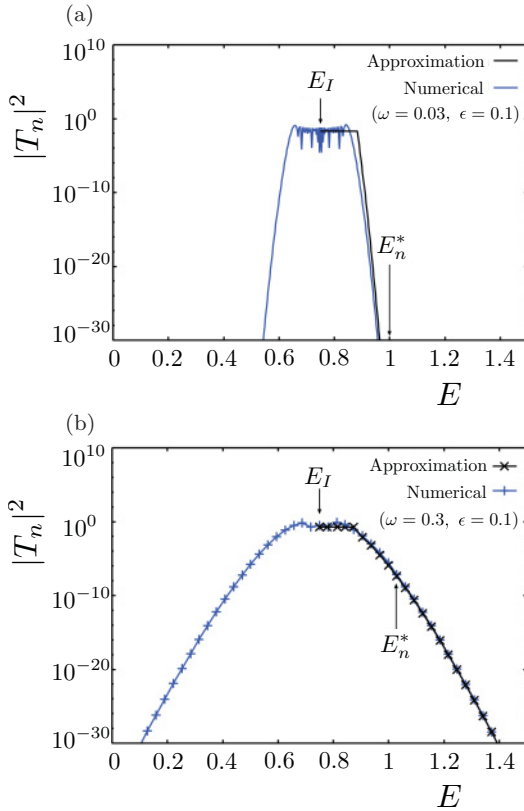 (a)
10^10
Approximation
Numerical
(ω = 0.03, ϵ = 0.1)
E_I
|T_n|^2
10^0
10^-10
E_n^*
10^-20
10^-30
0 0.2 0.4 0.6 0.8 1 1.2 1.4
E
(b)
10^10
Approximation
Numerical
(ω = 0.3, ϵ = 0.1)
E_I
|T_n|^2
10^0
10^-10
E_n^*
10^-20
10^-30
0 0.2 0.4 0.6 0.8 1 1.2 1.4
E